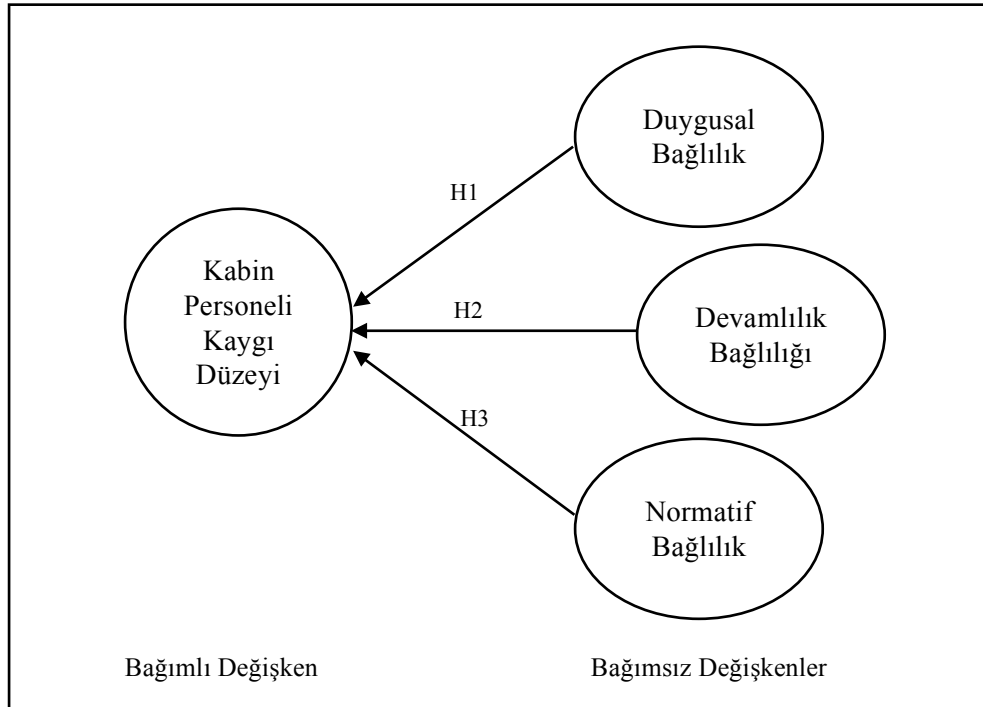 Duygusal
Bağlılık
H1
Kabin
Personeli
Kaygı
Düzeyi
H2
Devamlılık
Bağlılığı
H3
Normatif
Bağlılık
Bağımlı Değişken
Bağımsız Değişkenler